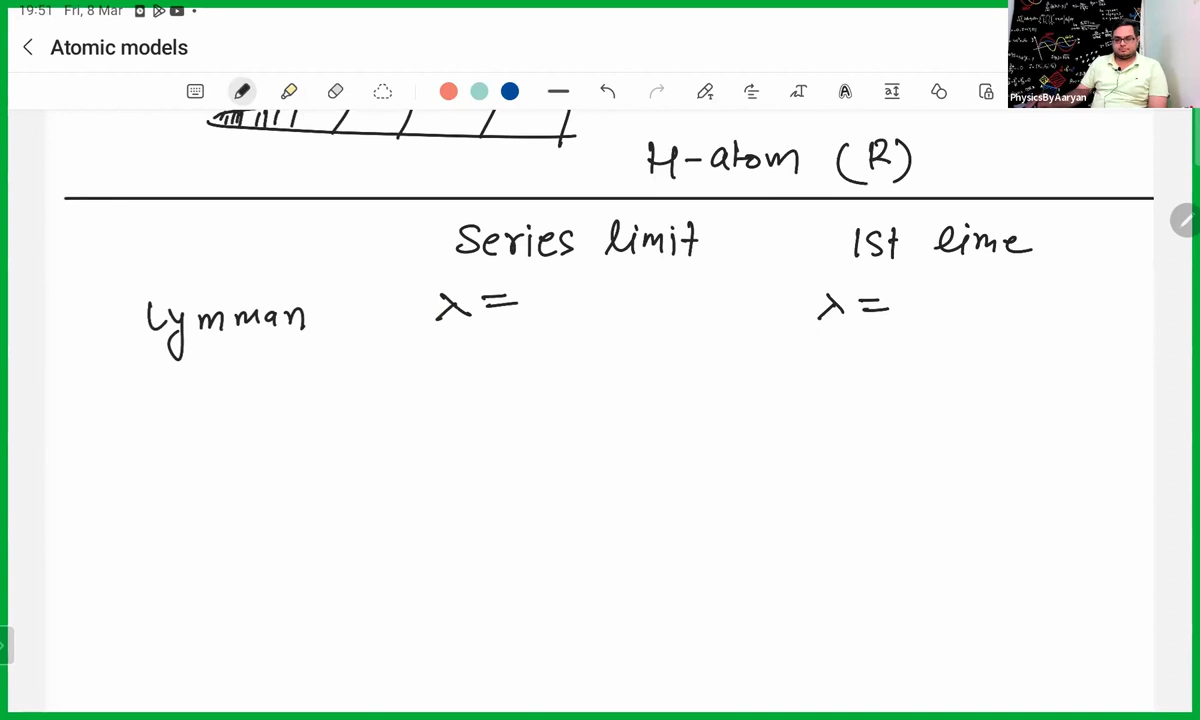 19:51 Fri, 8 Mar
Atomic models
PhysicsByAaryan
H-atom (R)
Series limit 1st line
Lymman λ = λ =